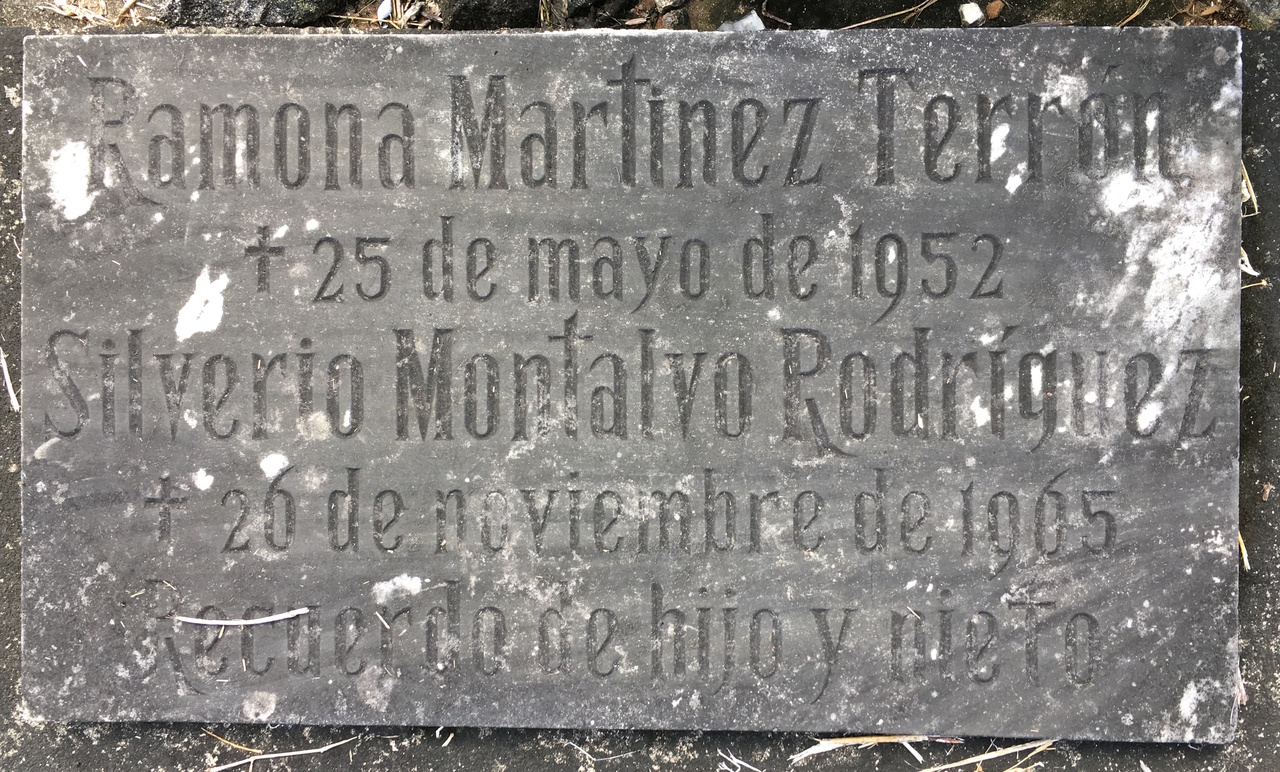 Ramona Martinez Terrón
† 25 de mayo de 1952
Silverio Montalvo Rodríguez
† 26 de noviembre de 1965
Recuerdo de hijo y nieto